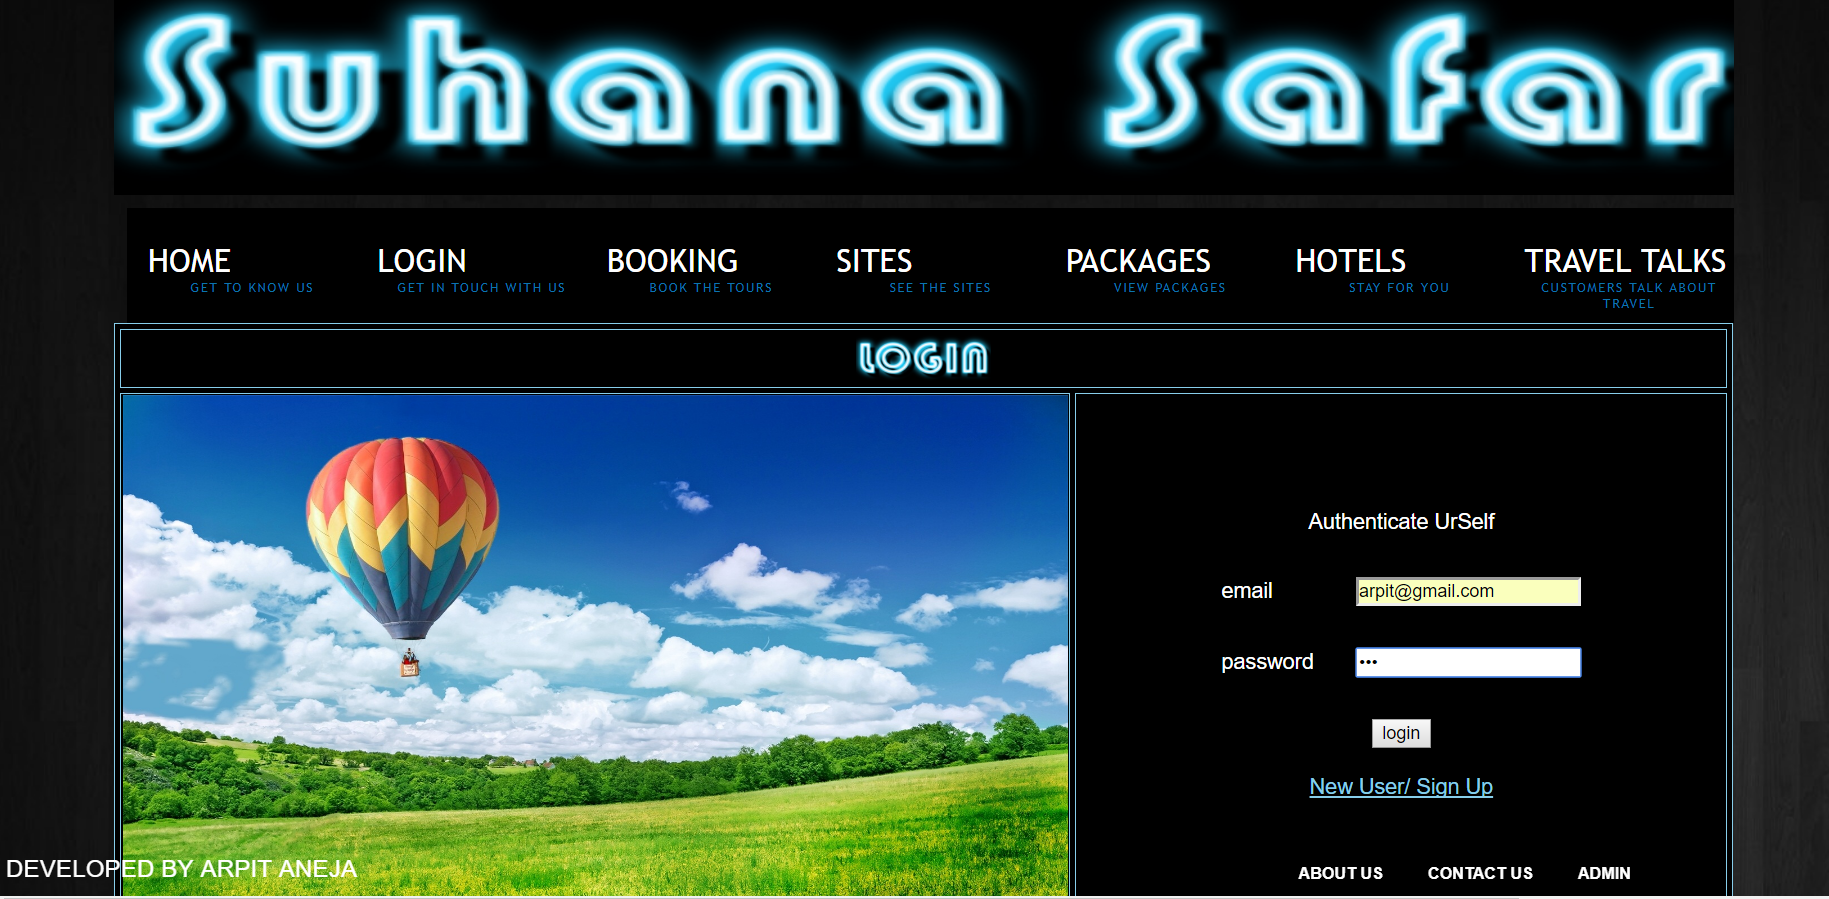 Suhana Safar
HOME LOGIN BOOKING SITES PACKAGES HOTELS TRAVEL TALKS
GET TO KNOW US GET IN TOUCH WITH US BOOK THE TOURS SEE THE SITES VIEW PACKAGES STAY FOR YOU CUSTOMERS TALK ABOUT
TRAVEL
LOGIN
Authenticate UrSelf
email arpit@gmail.com
password •••
login
New User/ Sign Up
DEVELOPED BY ARPIT ANEJA
ABOUT US CONTACT US ADMIN